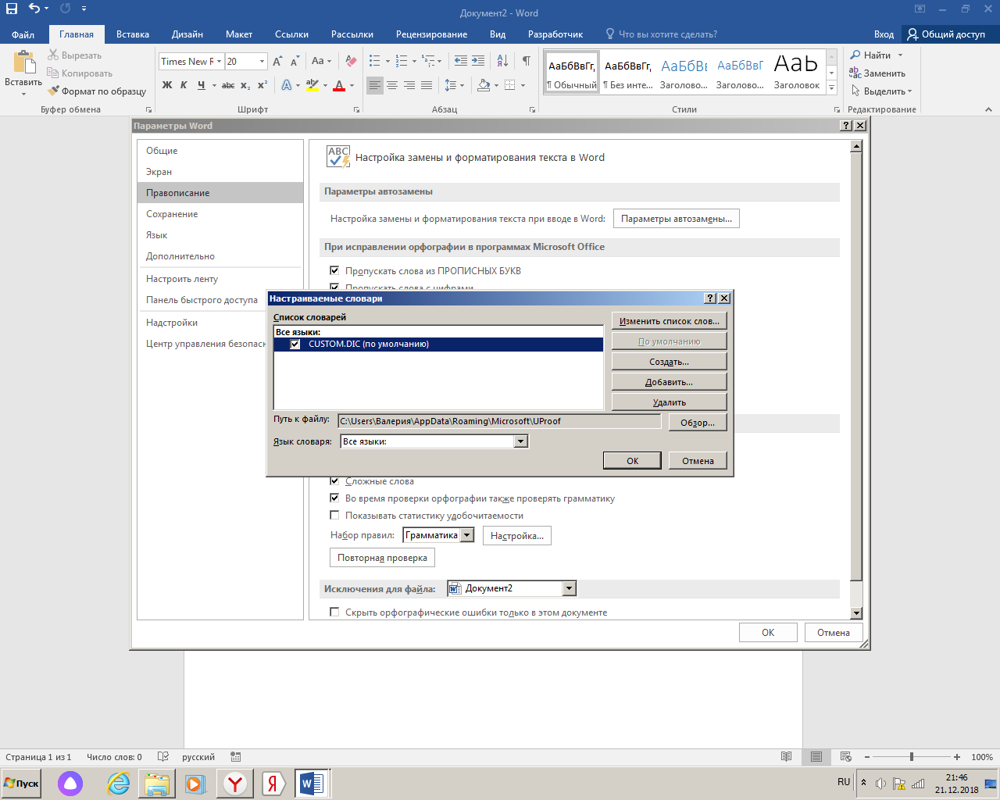 Документ2 - Word
Файл Главная Вставка Дизайн Макет Ссылки Рассылки Рецензирование Вид Разработчик Что вы хотите сделать? Вход Общий доступ
Вставить
Вырезать
Копировать
Формат по образцу
Буфер обмена
Times New R 20 Aa
Ж К Ч abc x₂ x² A aby A
Шрифт
Абзац
АаБбВвГг, АаБбВвГг, АаБбВв АаБбВвГ АаБ
¶ Обычный ¶ Без инте... Заголово... Заголово... Заголовок
Стили
Найти
Заменить
Выделить
Редактирование
Параметры Word
Общие
Экран
Правописание
Сохранение
Язык
Дополнительно
Настроить ленту
Панель быстрого доступа
Надстройки
Центр управления безопасн
ABC Настройка замены и форматирования текста в Word
Параметры автозамены
Настройка замены и форматирования текста при вводе в Word: Параметры автозамены...
При исправлении орфографии в программах Microsoft Office
Пропускать слова из ПРОПИСНЫХ БУКВ
Пропускать слова с цифрами
Настраиваемые словари
Список словарей
Все языки:
CUSTOM.DIC (по умолчанию)
Изменить список слов...
По умолчанию
Создать...
Добавить...
Удалить
Путь к файлу: C:\Users\Валерия\AppData\Roaming\Microsoft\UProof Обзор...
Язык словаря: Все языки:
ОК Отмена
Сложные слова
Во время проверки орфографии также проверять грамматику
Показывать статистику удобочитаемости
Набор правил: Грамматика Настройка...
Повторная проверка
Исключения для файла: Документ2
Скрыть орфографические ошибки только в этом документе
ОК Отмена
Страница 1 из 1 Число слов: 0 русский 100%
Пуск RU 21:46
21.12.2018